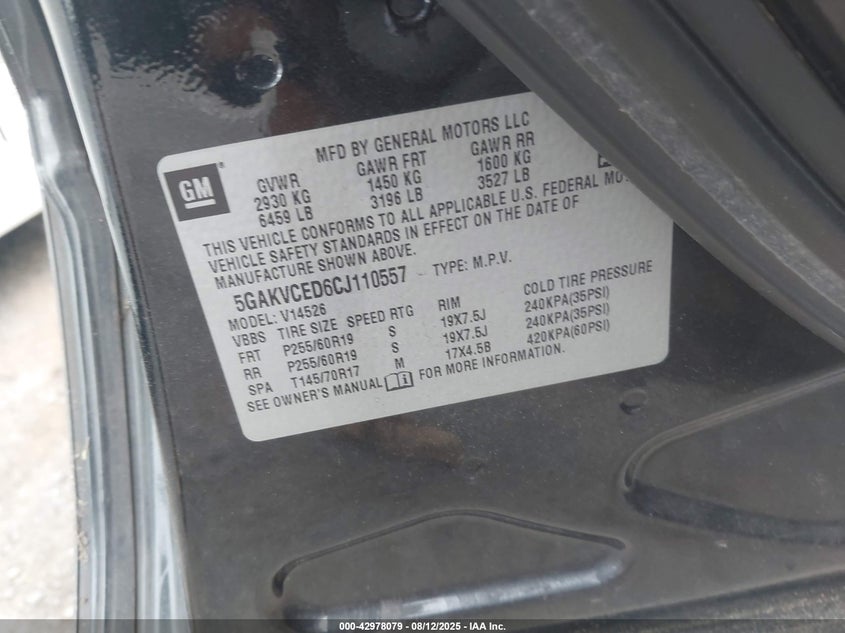 MFD BY GENERAL MOTORS LLC
GM
GVWR GAWR FRT GAWR RR
2930 KG 1450 KG 1600 KG
6459 LB 3196 LB 3527 LB
THIS VEHICLE CONFORMS TO ALL APPLICABLE U.S. FEDERAL
VEHICLE SAFETY STANDARDS IN EFFECT ON THE DATE OF
MANUFACTURE SHOWN ABOVE.
5GAKVCED6CJ110557 TYPE: M.P.V.
MODEL: V14526
VBBS TIRE SIZE SPEED RTG RIM COLD TIRE PRESSURE
FRT P255/60R19 S 19X7.5J 240KPA(35PSI)
RR P255/60R19 S 19X7.5J 240KPA(35PSI)
SPA T145/70R17 M 17X4.5B 420KPA(60PSI)
SEE OWNER'S MANUAL FOR MORE INFORMATION.
000-42978079 - 08/12/2025 - IAA Inc.